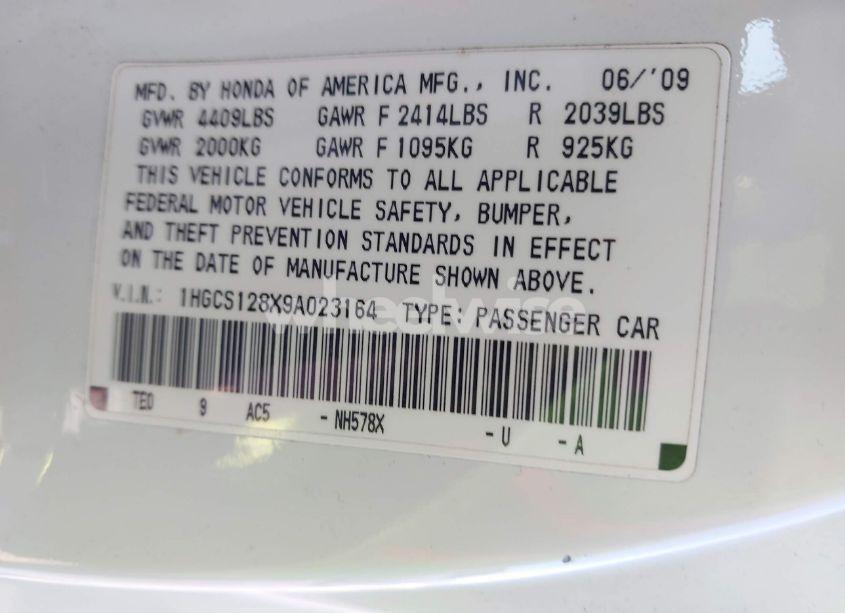 MFD. BY HONDA OF AMERICA MFG., INC. 06/'09
GVWR 4409LBS GAWR F 2414LBS R 2039LBS
GVWR 2000KG GAWR F 1095KG R 925KG
THIS VEHICLE CONFORMS TO ALL APPLICABLE
FEDERAL MOTOR VEHICLE SAFETY, BUMPER,
AND THEFT PREVENTION STANDARDS IN EFFECT
ON THE DATE OF MANUFACTURE SHOWN ABOVE.
V.I.N.: 1HGCS128X9A023164 TYPE: PASSENGER CAR
wheelwise
TE0 9 AC5 - NH578X - U - A